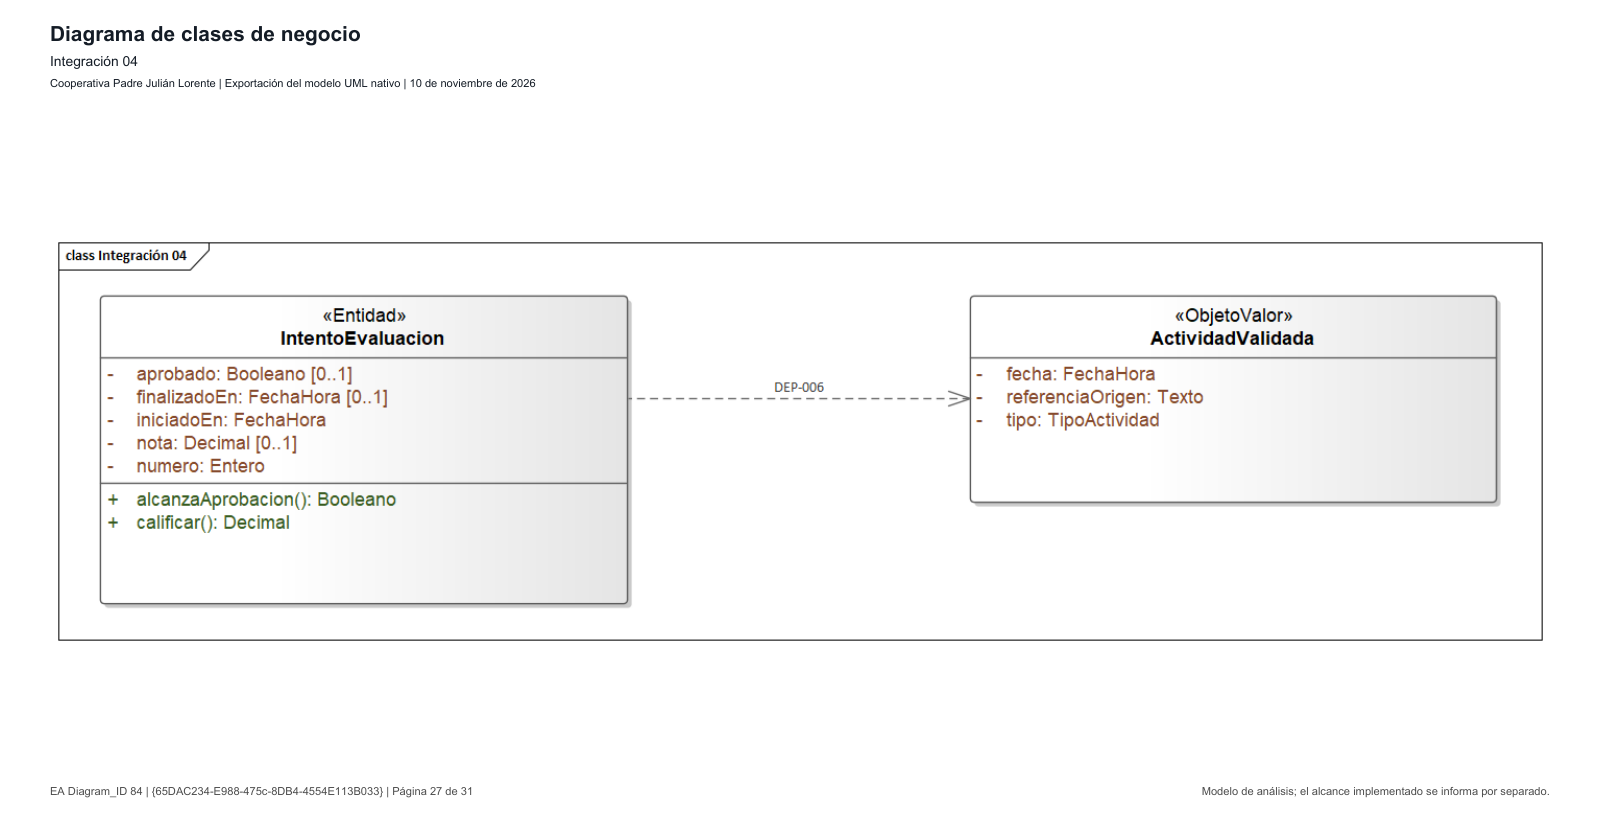 Diagrama de clases de negocio
Integración 04
Cooperativa Padre Julián Lorente | Exportación del modelo UML nativo | 10 de noviembre de 2026
class Integración 04
«Entidad»
IntentoEvaluacion
- aprobado: Booleano [0..1]
- finalizadoEn: FechaHora [0..1]
- iniciadoEn: FechaHora
- nota: Decimal [0..1]
- numero: Entero
+ alcanzaAprobacion(): Booleano
+ calificar(): Decimal
DEP-006
«ObjetoValor»
ActividadValidada
- fecha: FechaHora
- referenciaOrigen: Texto
- tipo: TipoActividad
EA Diagram_ID 84 | {65DAC234-E988-475c-8DB4-4554E113B033} | Página 27 de 31
Modelo de análisis; el alcance implementado se informa por separado.